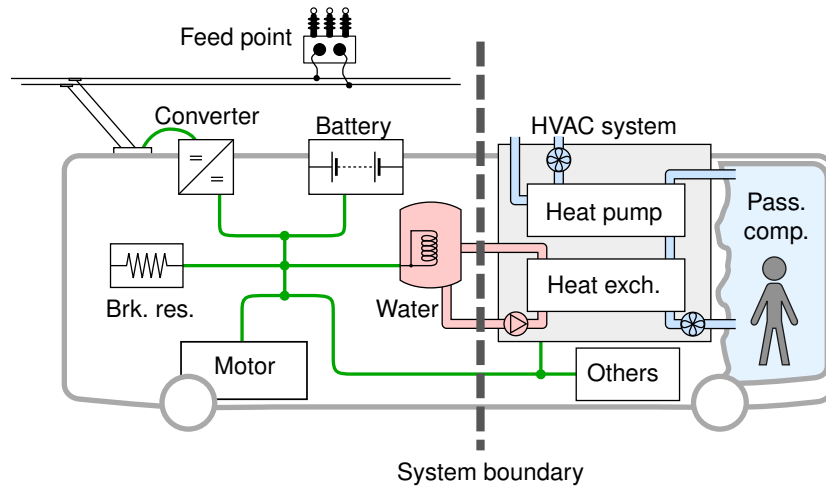 Feed point
Converter
Battery
HVAC system
Heat pump
Pass.
comp.
Heat exch.
Brk. res.
Water
Motor
Others
System boundary